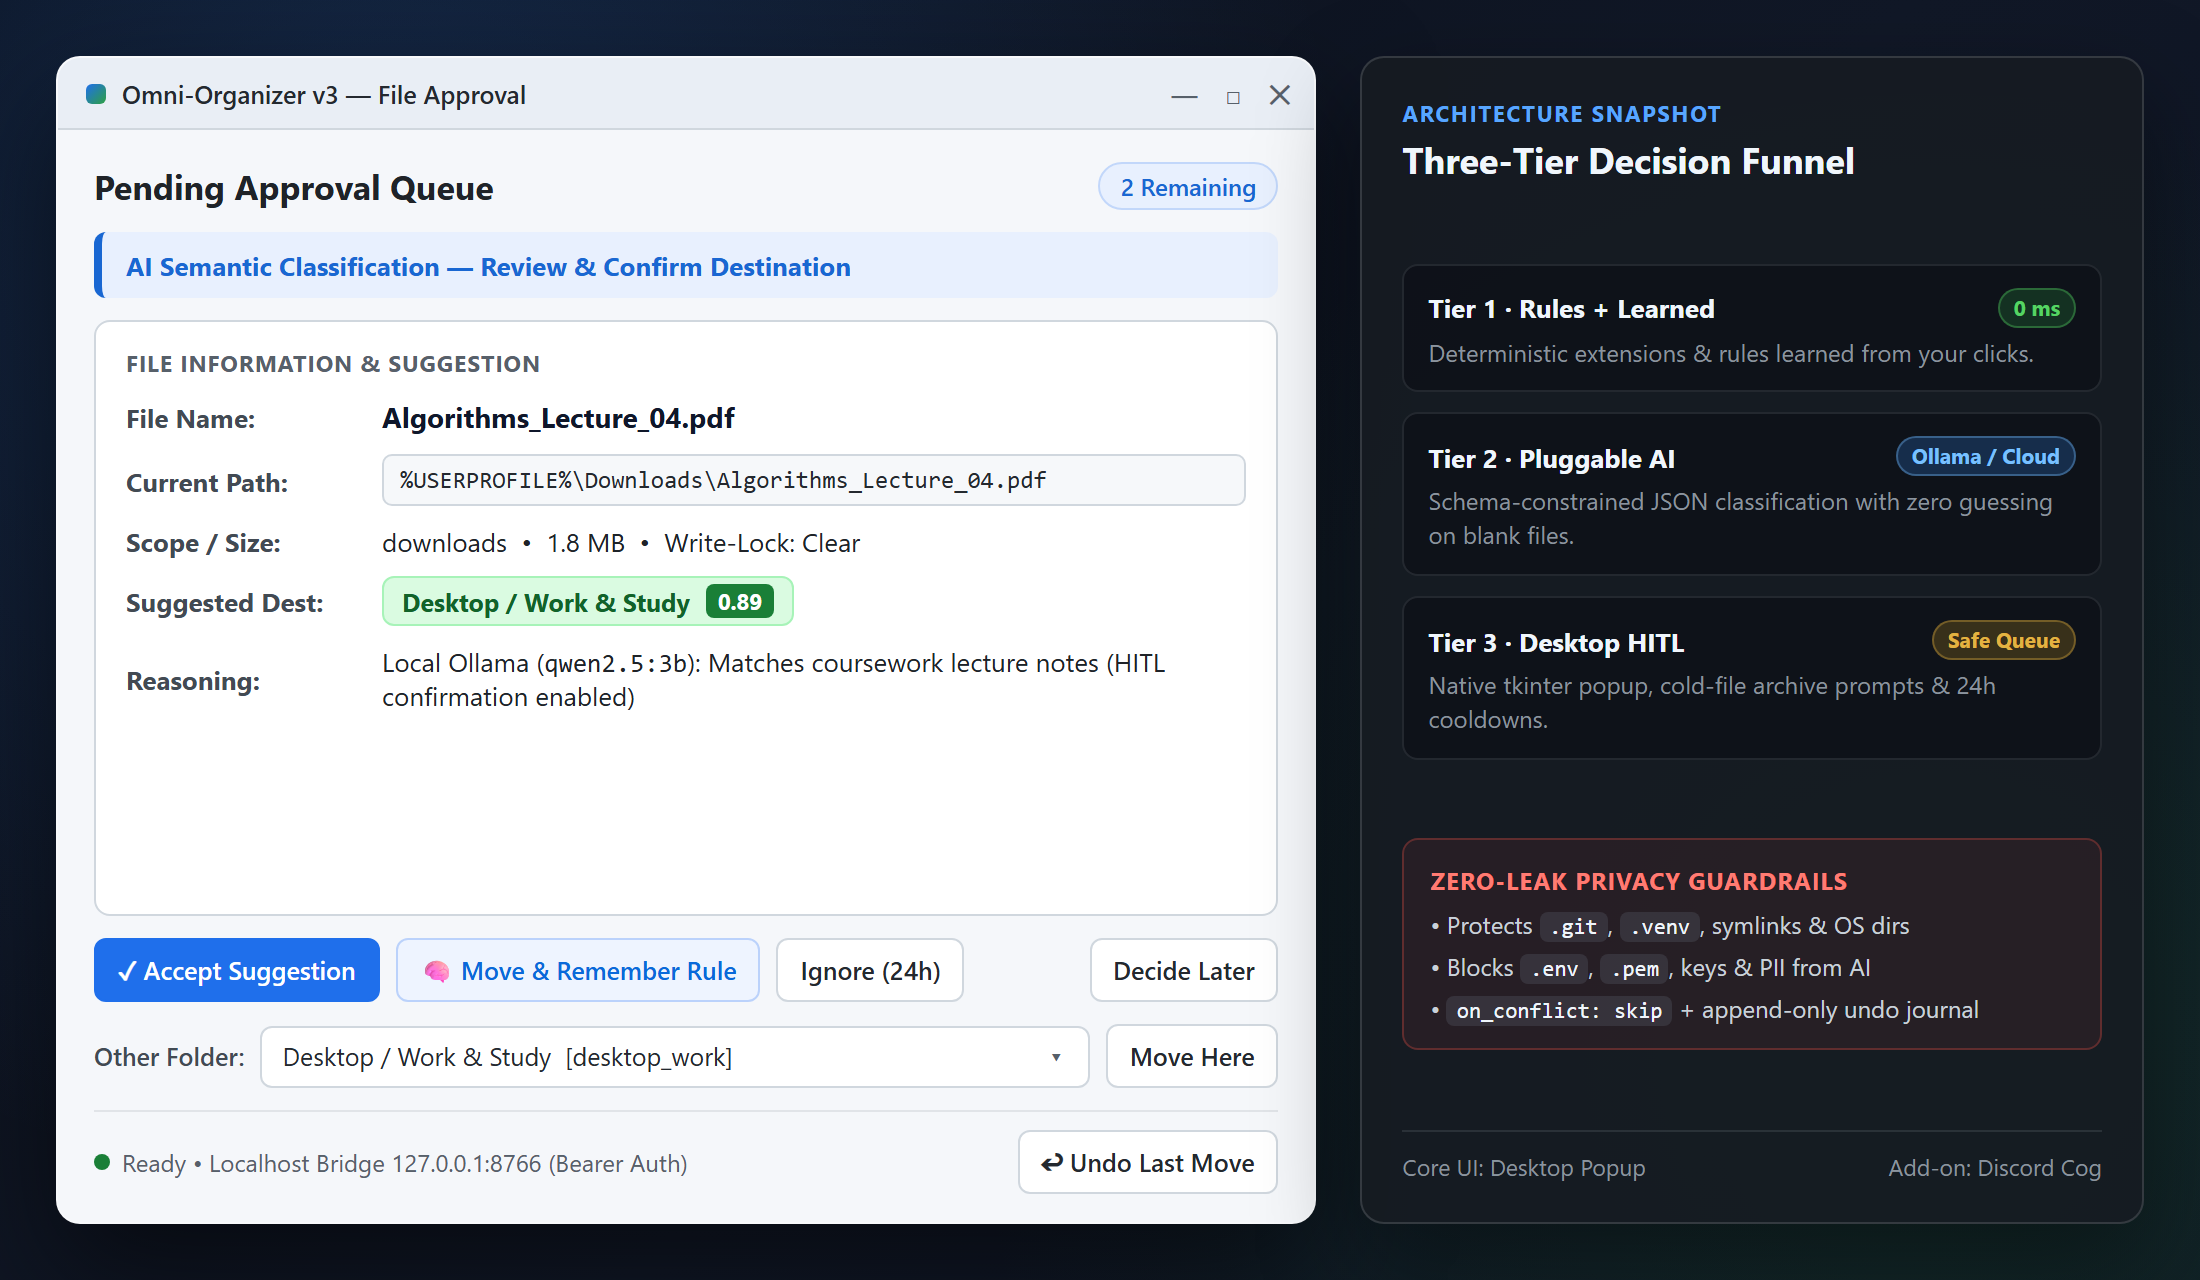 Omni-Organizer v3 — File Approval
Pending Approval Queue
2 Remaining
AI Semantic Classification — Review & Confirm Destination
FILE INFORMATION & SUGGESTION
File Name: Algorithms_Lecture_04.pdf
Current Path: %USERPROFILE%\Downloads\Algorithms_Lecture_04.pdf
Scope / Size: downloads • 1.8 MB • Write-Lock: Clear
Suggested Dest: Desktop / Work & Study 0.89
Reasoning: Local Ollama (qwen2.5:3b): Matches coursework lecture notes (HITL
confirmation enabled)
✓ Accept Suggestion
🧠 Move & Remember Rule
Ignore (24h)
Decide Later
Other Folder: Desktop / Work & Study [desktop_work] ▾
Move Here
Ready • Localhost Bridge 127.0.0.1:8766 (Bearer Auth)
↩ Undo Last Move
ARCHITECTURE SNAPSHOT
Three-Tier Decision Funnel
Tier 1 · Rules + Learned
0 ms
Deterministic extensions & rules learned from your clicks.
Tier 2 · Pluggable AI
Ollama / Cloud
Schema-constrained JSON classification with zero guessing
on blank files.
Tier 3 · Desktop HITL
Safe Queue
Native tkinter popup, cold-file archive prompts & 24h
cooldowns.
ZERO-LEAK PRIVACY GUARDRAILS
• Protects .git, .venv, symlinks & OS dirs
• Blocks .env, .pem, keys & PII from AI
• on_conflict: skip + append-only undo journal
Core UI: Desktop Popup
Add-on: Discord Cog